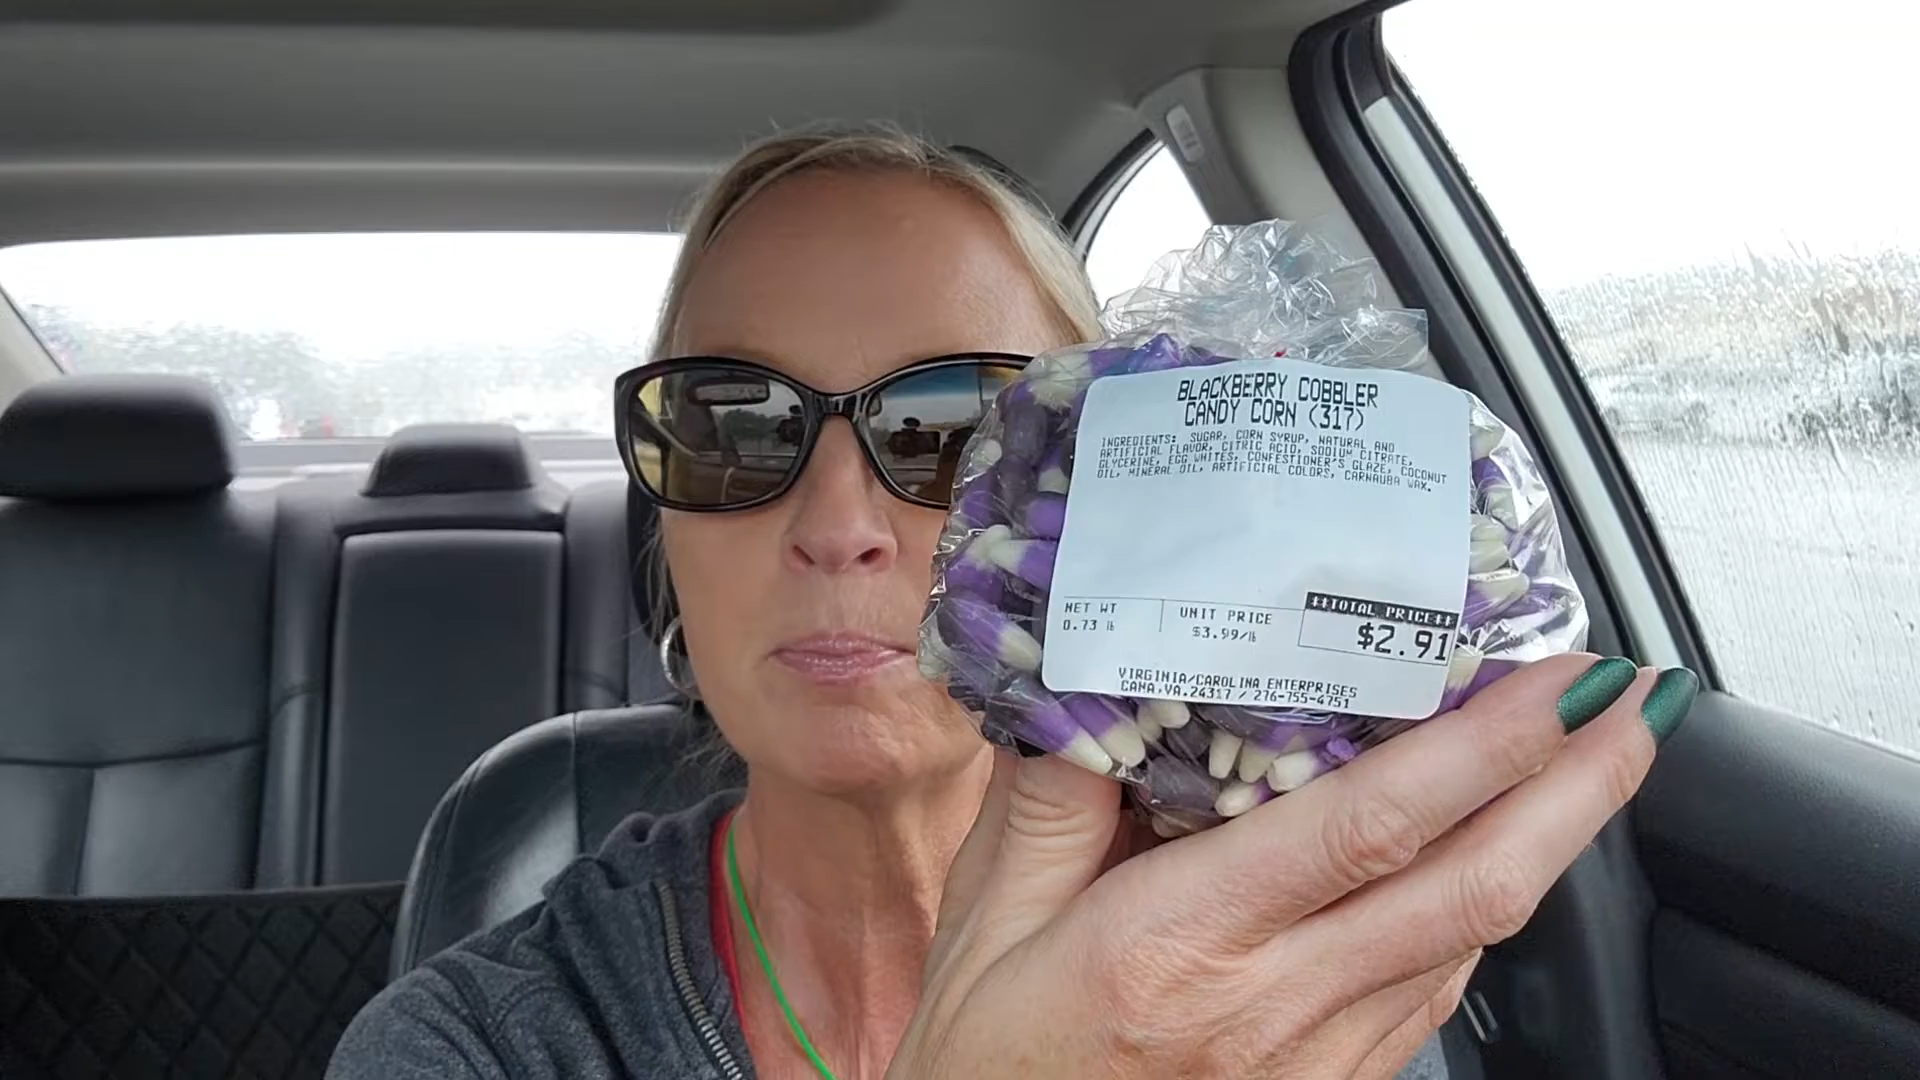 BLACKBERRY COBBLER
CANDY CORN (317)
INGREDIENTS: SUGAR, CORN SYRUP, NATURAL AND
ARTIFICIAL FLAVOR, CITRIC ACID, SODIUM CITRATE,
GLYCERINE, EGG WHITES, CONFESTIONER'S GLAZE, COCONUT
OIL, MINERAL OIL, ARTIFICIAL COLORS, CARNAUBA WAX.
NET WT
0.73 lb
UNIT PRICE
$3.99/lb
**TOTAL PRICE**
$2.91
VIRGINIA/CAROLINA ENTERPRISES
CANA,VA.24317 / 276-755-4751